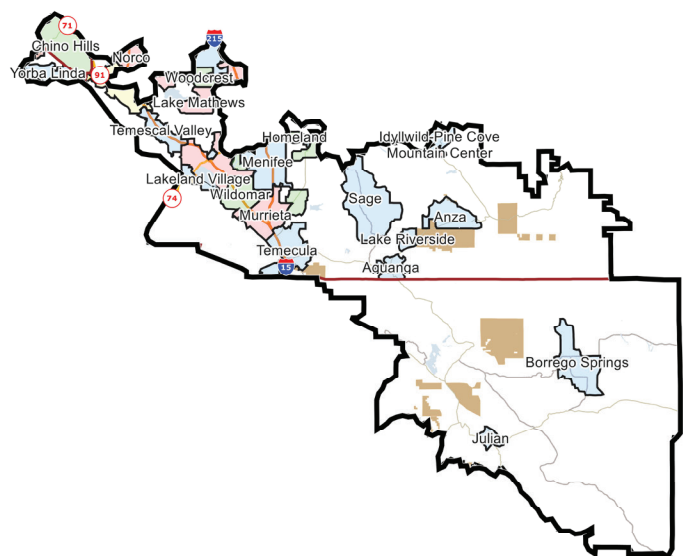 71
215
Chino Hills
Norco
Yorba Linda
91
Woodcrest
Lake Mathews
Temescal Valley
Homeland
Idyllwild-Pine Cove
Mountain Center
Menifee
Lakeland Village
Wildomar
Sage
74
Murrieta
Anza
Lake Riverside
Temecula
Aguanga
15
Borrego Springs
Julian